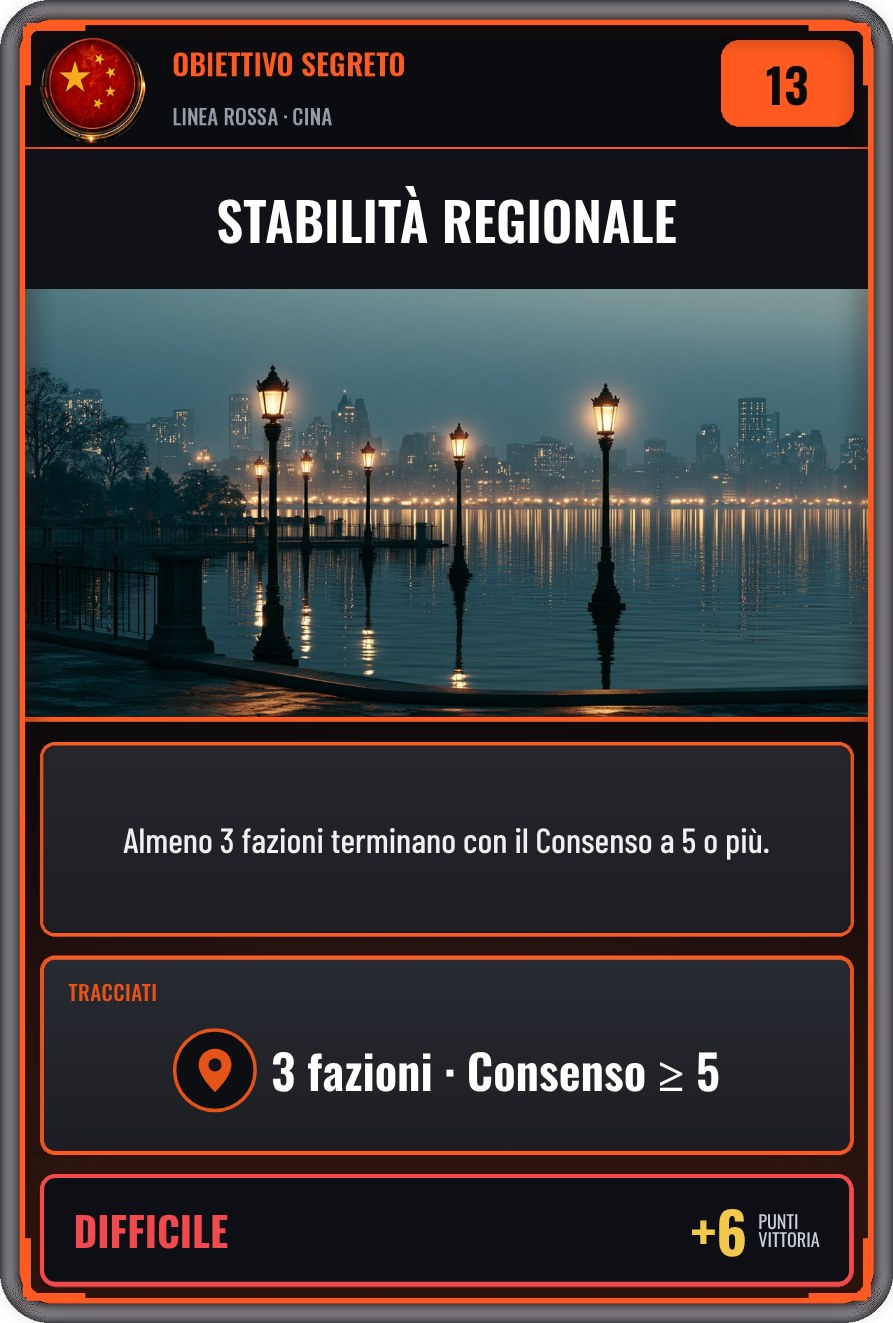 OBIETTIVO SEGRETO
LINEA ROSSA · CINA
13
STABILITÀ REGIONALE
Almeno 3 fazioni terminano con il Consenso a 5 o più.
TRACCIATI
3 fazioni · Consenso ≥ 5
DIFFICILE
+6
PUNTI
VITTORIA